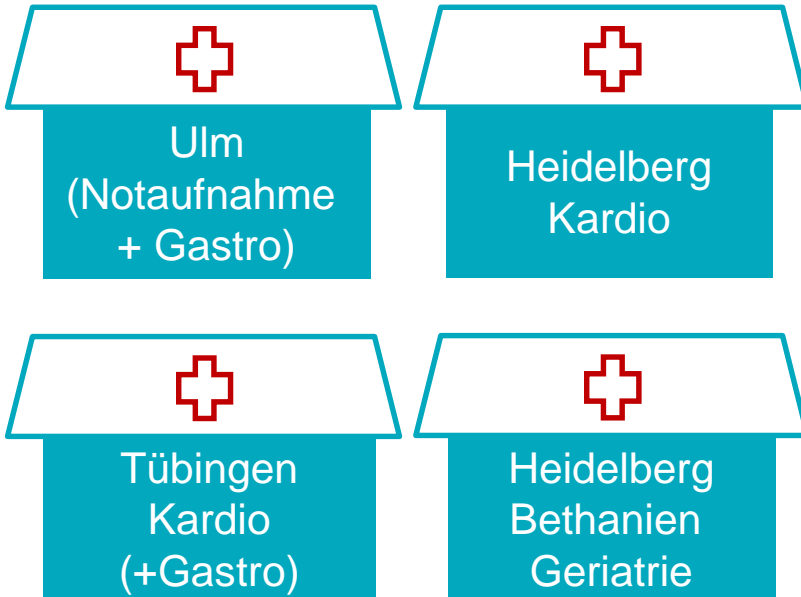 Ulm
(Notaufnahme
+ Gastro)
Heidelberg
Kardio
Tübingen
Kardio
(+Gastro)
Heidelberg
Bethanien
Geriatrie